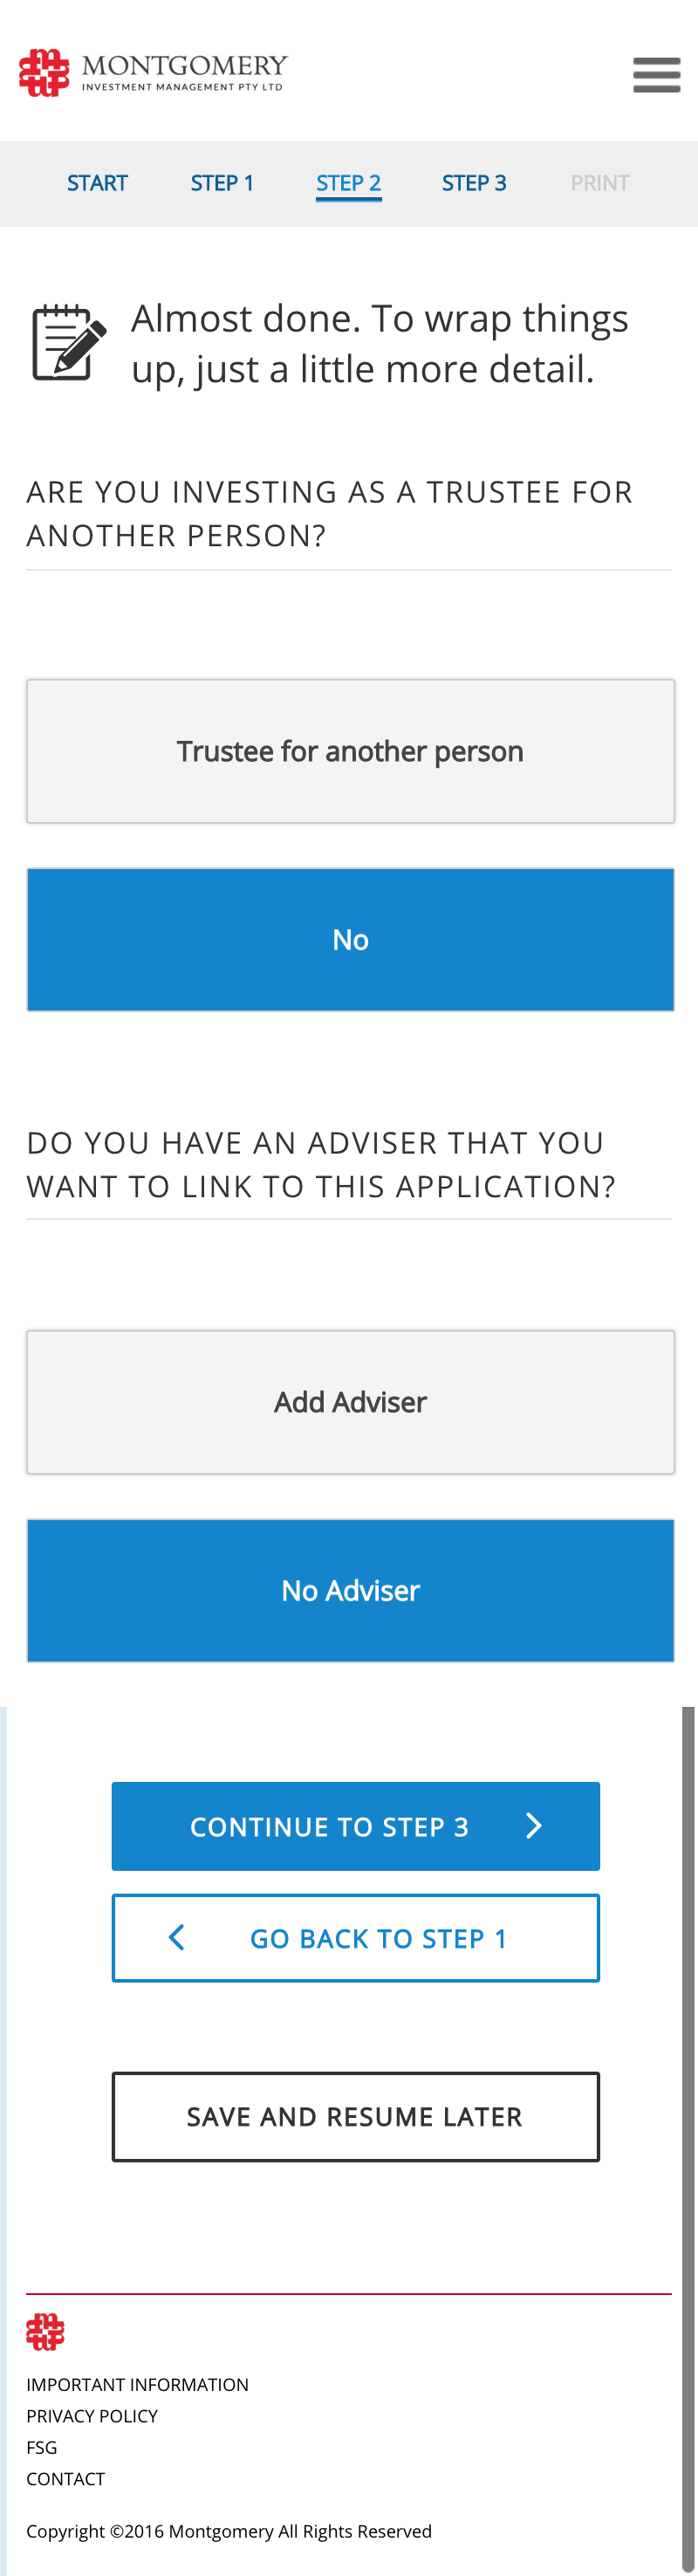 MONTGOMERY
INVESTMENT MANAGEMENT PTY LTD
START STEP 1 STEP 2 STEP 3 PRINT
Almost done. To wrap things
up, just a little more detail.
ARE YOU INVESTING AS A TRUSTEE FOR
ANOTHER PERSON?
Trustee for another person
No
DO YOU HAVE AN ADVISER THAT YOU
WANT TO LINK TO THIS APPLICATION?
Add Adviser
No Adviser
CONTINUE TO STEP 3
GO BACK TO STEP 1
SAVE AND RESUME LATER
IMPORTANT INFORMATION
PRIVACY POLICY
FSG
CONTACT
Copyright ©2016 Montgomery All Rights Reserved